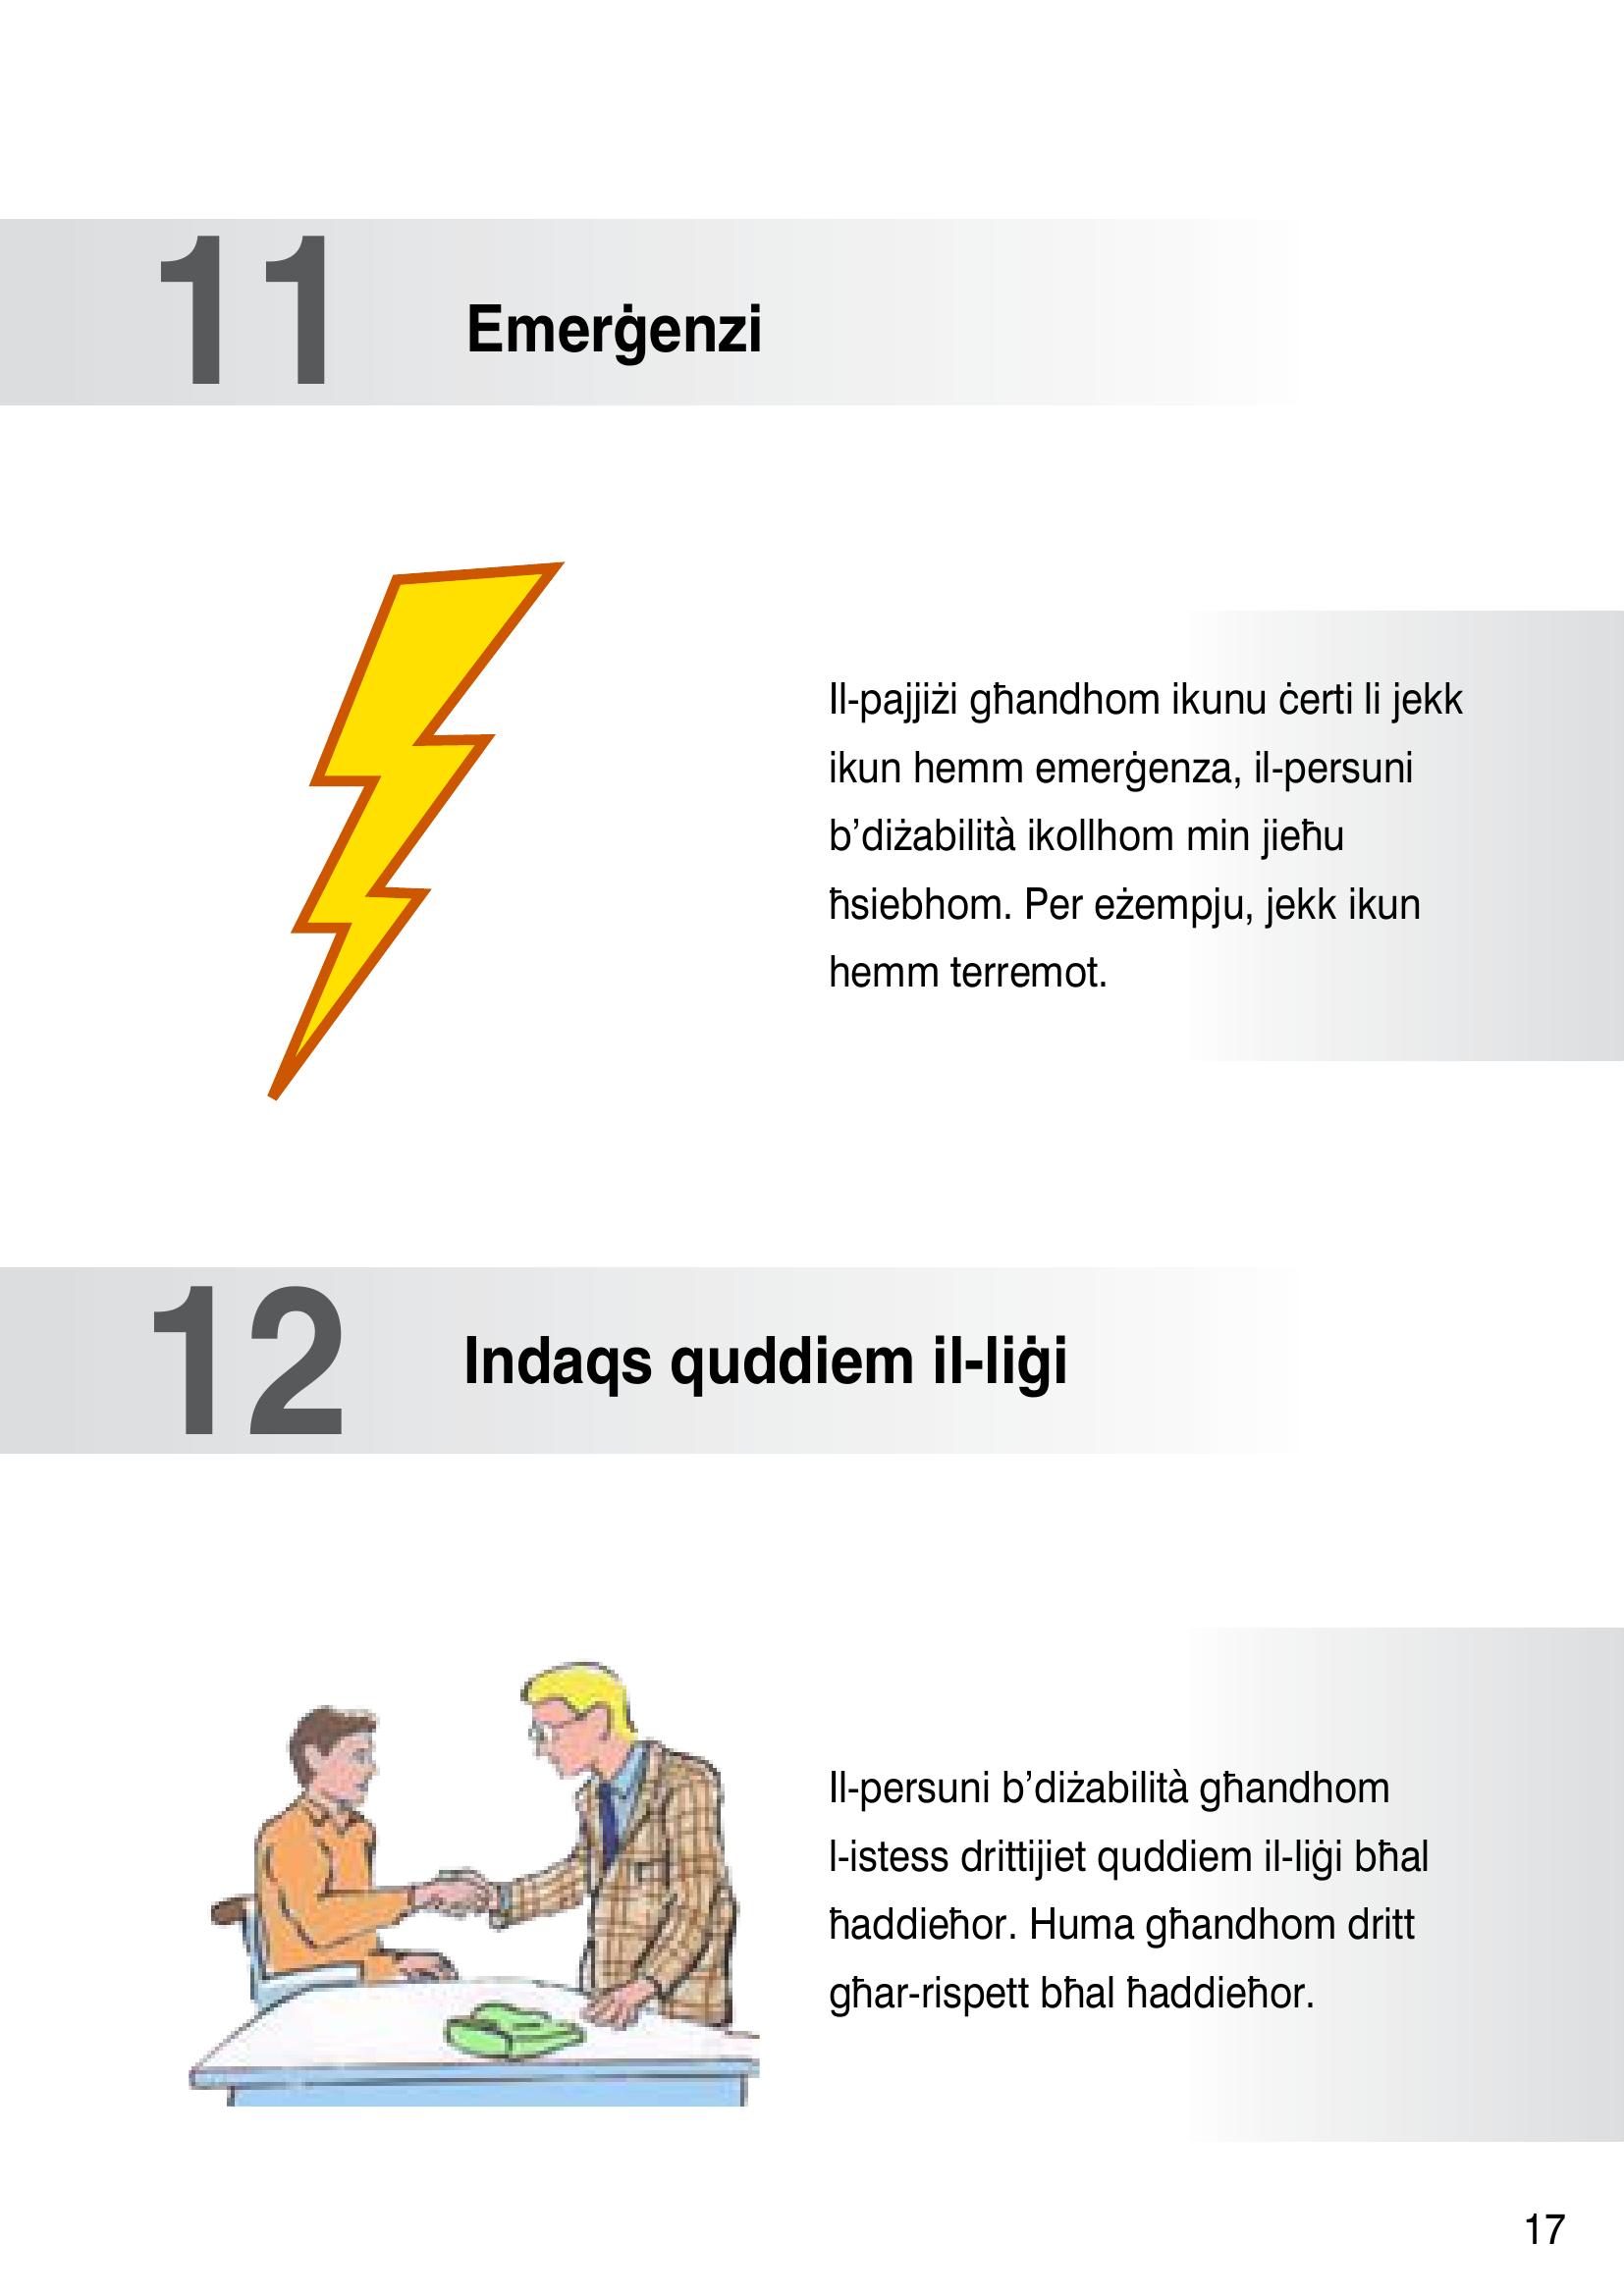 11
Emerġenzi
Il-pajjiżi għandhom ikunu ċerti li jekk
ikun hemm emerġenza, il-persuni
b’diżabilità ikollhom min jieħu
ħsiebhom. Per eżempju, jekk ikun
hemm terremot.
12
Indaqs quddiem il-liġi
Il-persuni b’diżabilità għandhom
l-istess drittijiet quddiem il-liġi bħal
ħaddieħor. Huma għandhom dritt
għar-rispett bħal ħaddieħor.
17